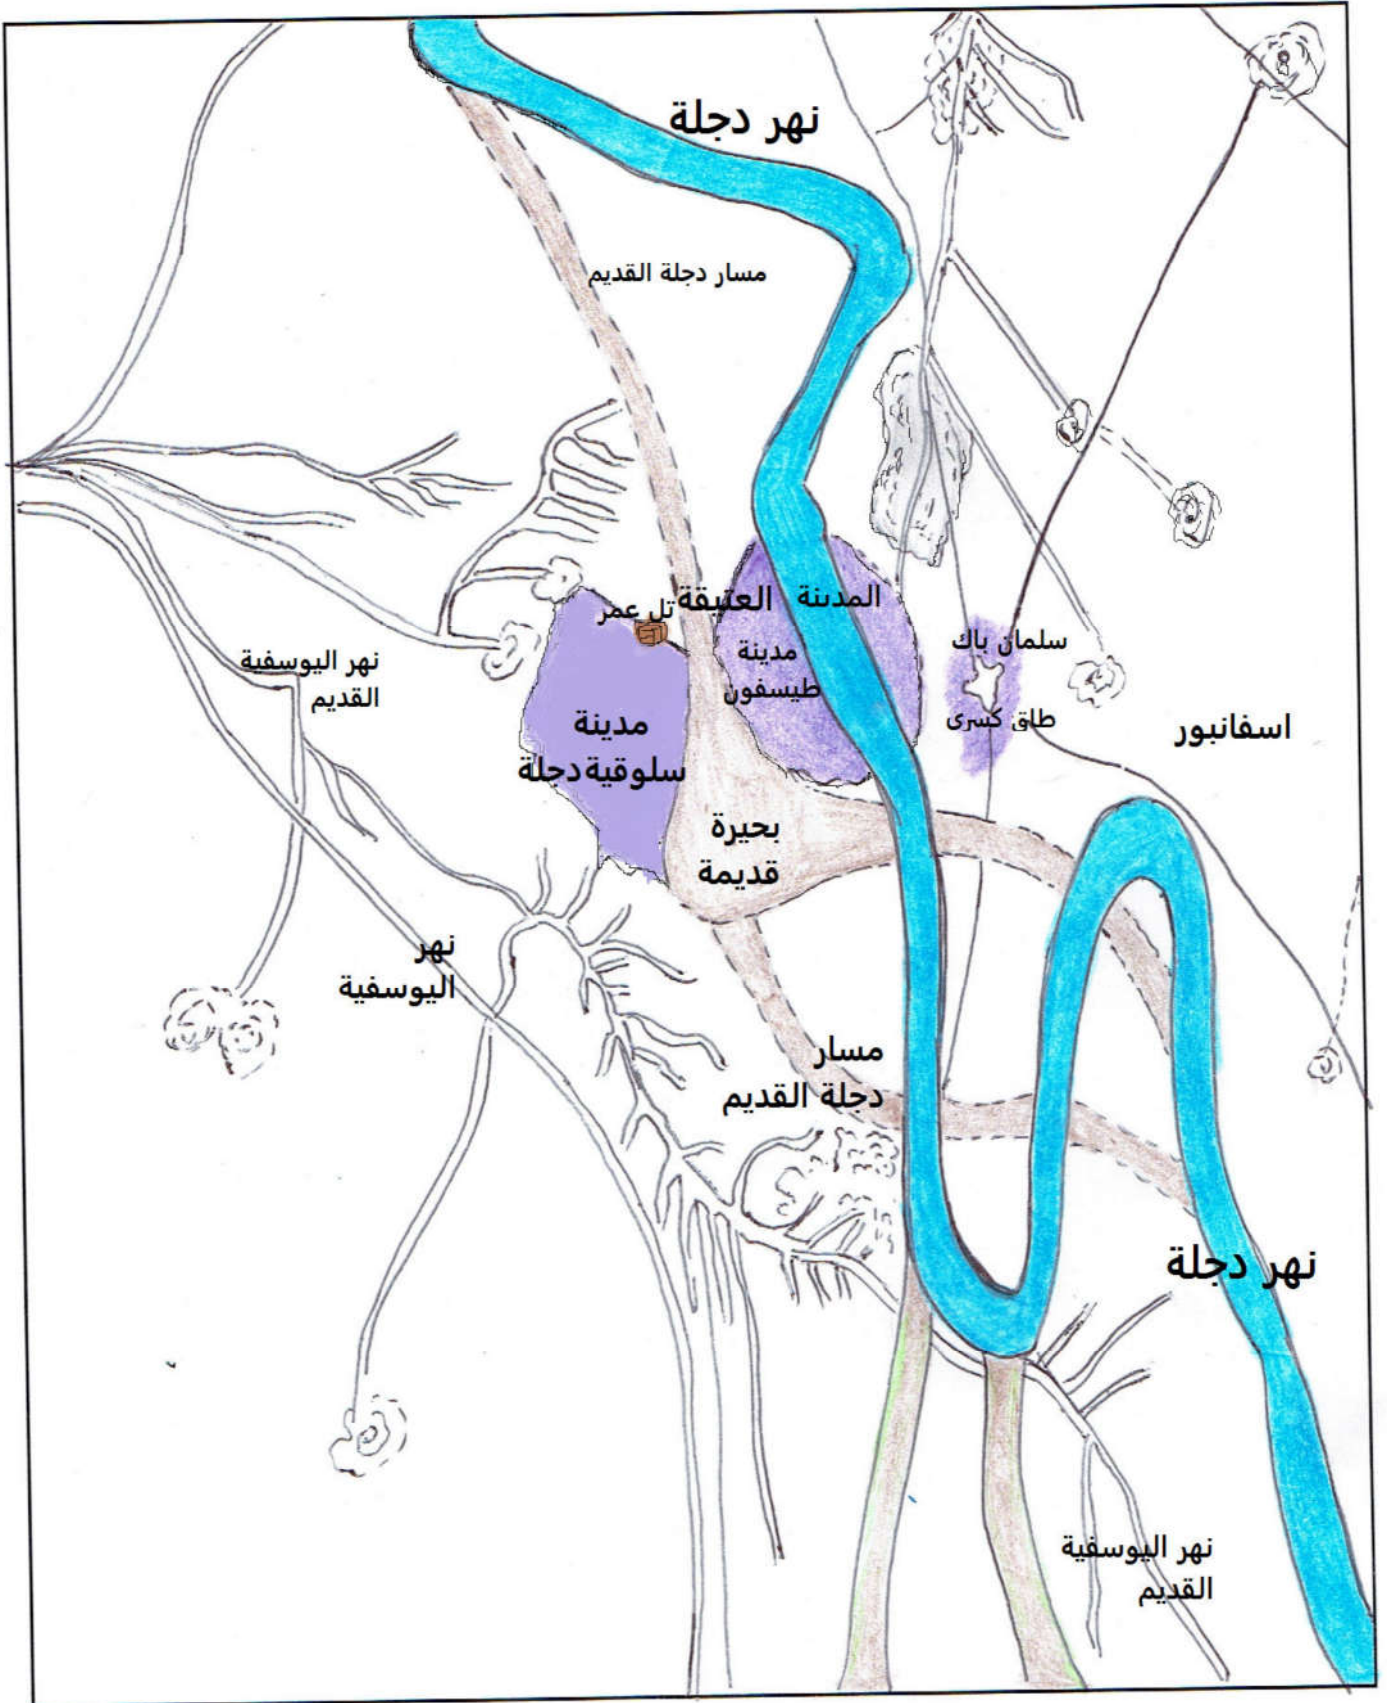 نهر دجلة
مسار دجلة القديم
المدينة العتيقة
تل عمر
مدينة
طيسفون
سلمان باك
طاق كسرى
اسفانبور
نهر اليوسفية
القديم
مدينة
سلوقية دجلة
بحيرة
قديمة
نهر
اليوسفية
مسار
دجلة القديم
نهر دجلة
نهر اليوسفية
القديم